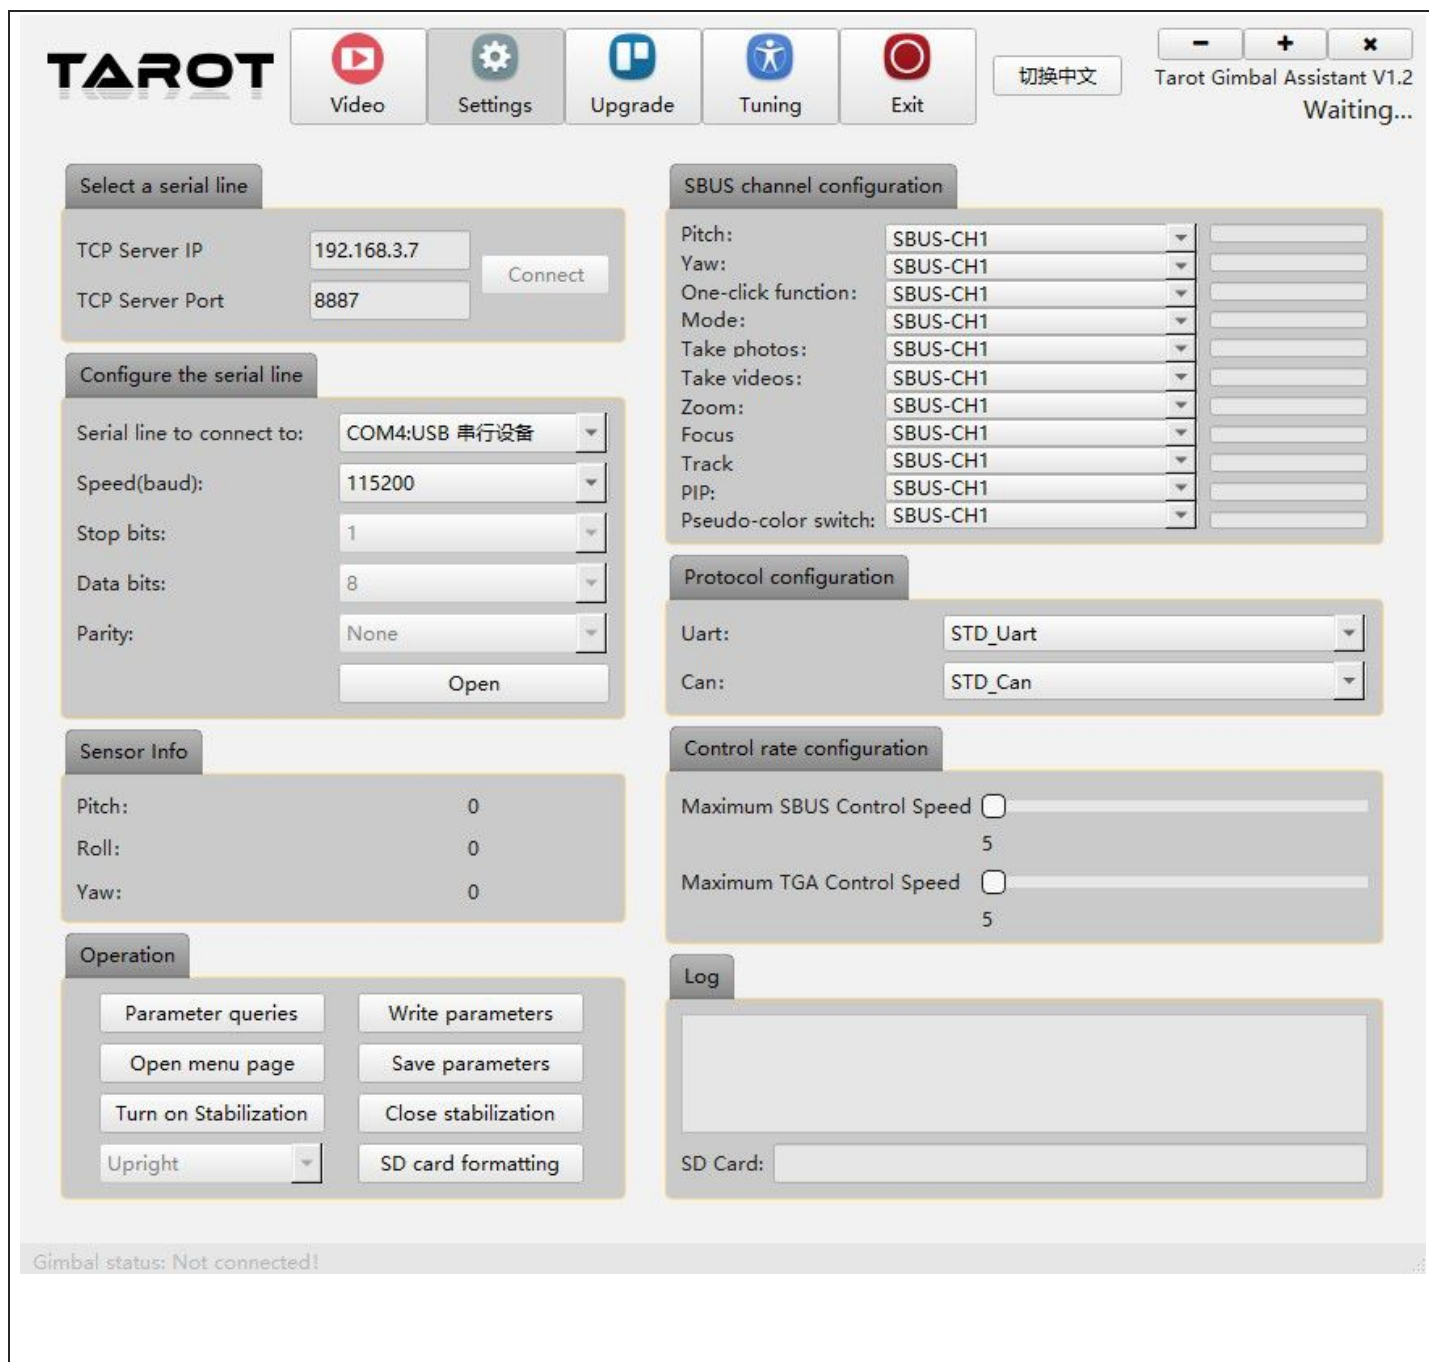 TAROT
Video
Settings
Upgrade
Tuning
Exit
切换中文
Tarot Gimbal Assistant V1.2
Waiting...
Select a serial line
TCP Server IP 192.168.3.7
Connect
TCP Server Port 8887
Configure the serial line
Serial line to connect to: COM4:USB 串行设备
Speed(baud): 115200
Stop bits: 1
Data bits: 8
Parity: None
Open
Sensor Info
Pitch: 0
Roll: 0
Yaw: 0
Operation
Parameter queries Write parameters
Open menu page Save parameters
Turn on Stabilization Close stabilization
Upright SD card formatting
SBUS channel configuration
Pitch: SBUS-CH1
Yaw: SBUS-CH1
One-click function: SBUS-CH1
Mode: SBUS-CH1
Take photos: SBUS-CH1
Take videos: SBUS-CH1
Zoom: SBUS-CH1
Focus SBUS-CH1
Track SBUS-CH1
PIP: SBUS-CH1
Pseudo-color switch: SBUS-CH1
Protocol configuration
Uart: STD_Uart
Can: STD_Can
Control rate configuration
Maximum SBUS Control Speed
5
Maximum TGA Control Speed
5
Log
SD Card:
Gimbal status: Not connected!